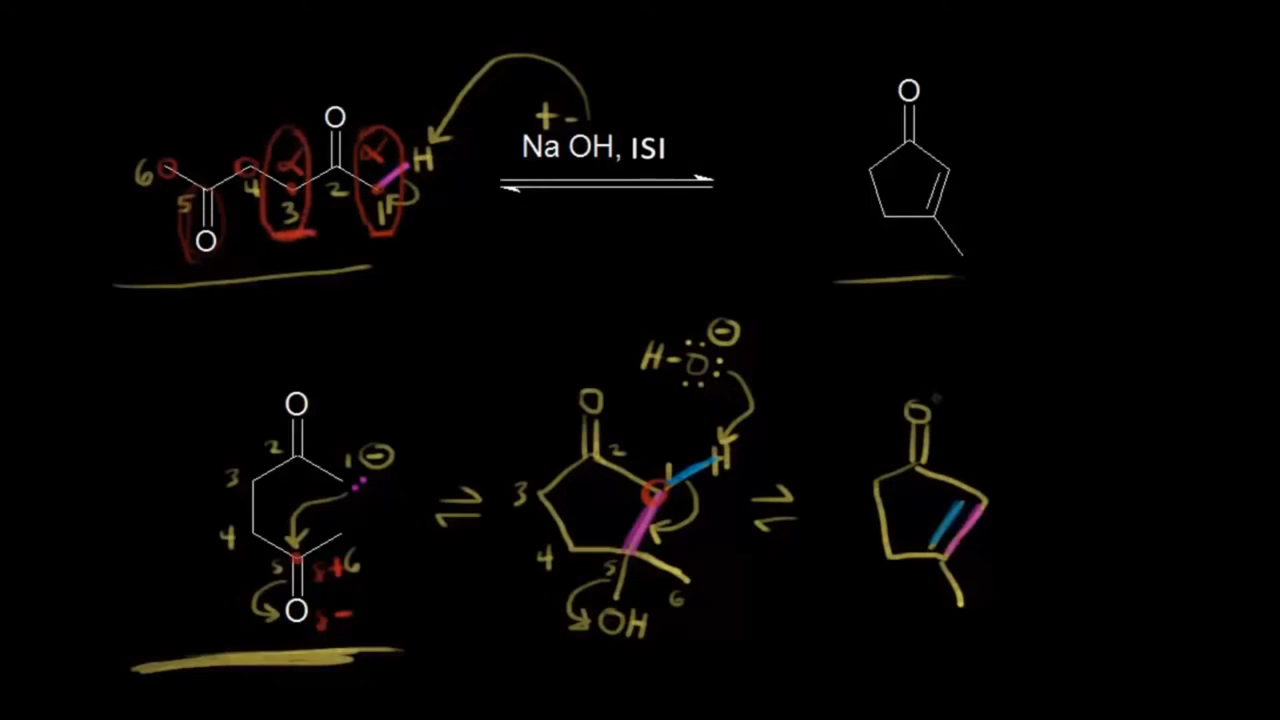 O
O
α α H
+ -
Na OH, ISI
6 5 4 3 2 1
O
H-O: -
O
2 1 -
3
4
5 δ+ 6
O δ-
O
2 1 H
3
4 5 6
OH
O